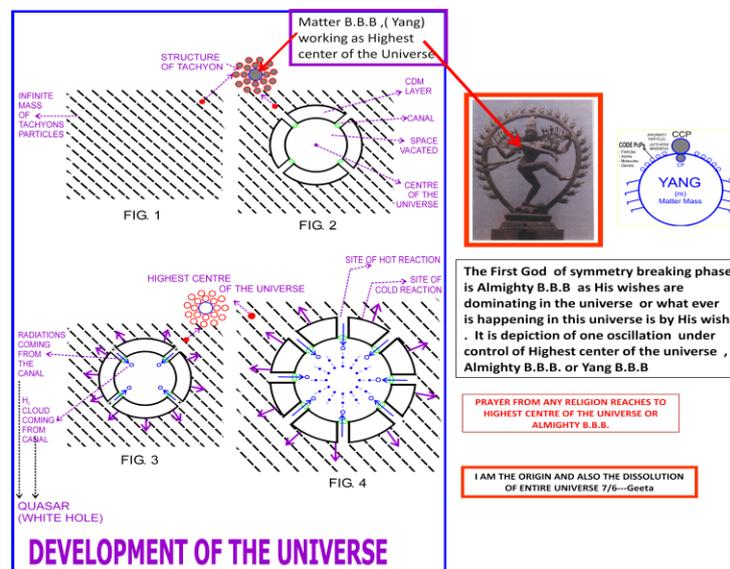 Matter B.B.B ,( Yang)
working as Highest
center of the Universe
STRUCTURE
OF TACHYON
INFINITE
MASS
OF
TACHYONS
PARTICLES
FIG. 1
CDM
LAYER
CANAL
SPACE
VACATED
CENTRE
OF THE
UNIVERSE
FIG. 2
HIGHEST CENTRE
OF THE UNIVERSE
SITE OF HOT REACTION
SITE OF
COLD REACTION
RADIATIONS
COMING
FROM
THE
CANAL
H2
CLOUD
COMING
FROM
CANAL
FIG. 3
FIG. 4
QUASAR
(WHITE HOLE)
DEVELOPMENT OF THE UNIVERSE
CCP
CODE PcPs
- Particles
- Atoms
- Molecules
CP
YANG
(m)
Matter Mass
The First God of symmetry breaking phase
is Almighty B.B.B as His wishes are
dominating in the universe or what ever
is happening in this universe is by His wish
. It is depiction of one oscillation under
control of Highest center of the universe ,
Almighty B.B.B. or Yang B.B.B
PRAYER FROM ANY RELIGION REACHES TO
HIGHEST CENTRE OF THE UNIVERSE OR
ALMIGHTY B.B.B.
I AM THE ORIGIN AND ALSO THE DISSOLUTION
OF ENTIRE UNIVERSE 7/6---Geeta